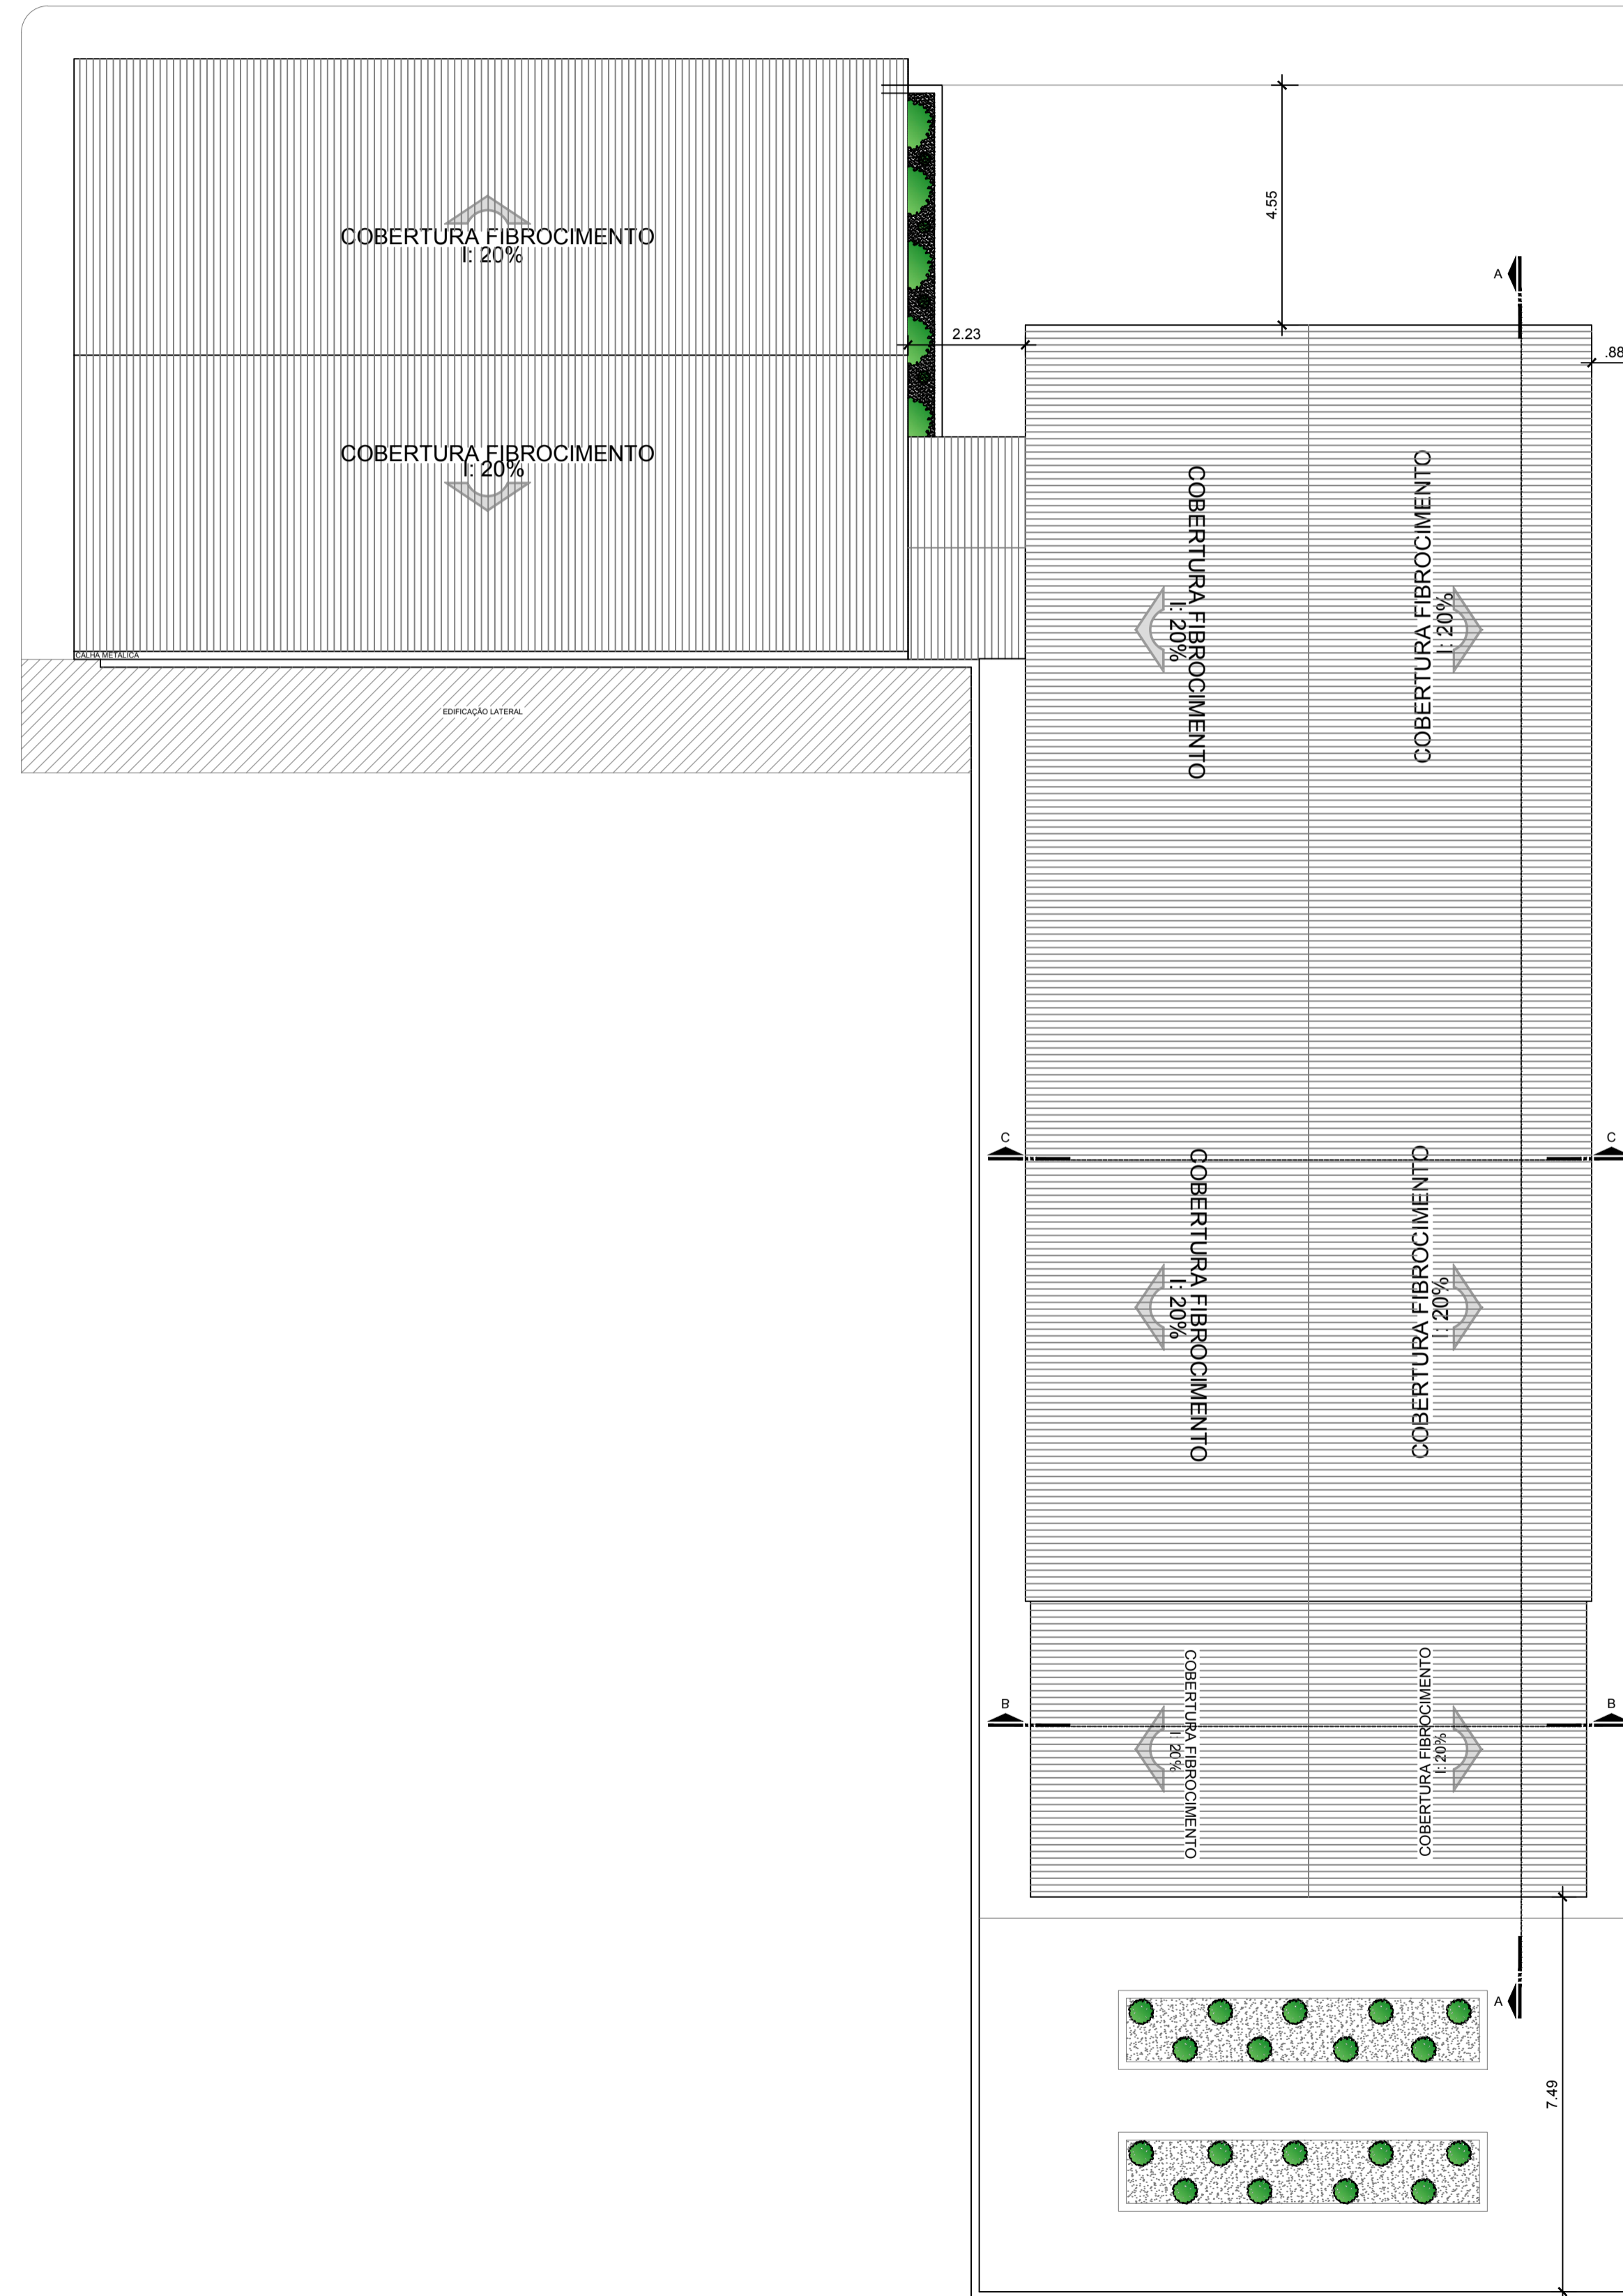 4.55
COBERTURA FIBROCIMENTO
I: 20%
A
2.23
.88
COBERTURA FIBROCIMENTO
I: 20%
COBERTURA FIBROCIMENTO
I: 20%
COBERTURA FIBROCIMENTO
I: 20%
CALHA METÁLICA
EDIFICAÇÃO LATERAL
C
C
COBERTURA FIBROCIMENTO
I: 20%
COBERTURA FIBROCIMENTO
I: 20%
COBERTURA FIBROCIMENTO
I: 20%
COBERTURA FIBROCIMENTO
I: 20%
B
B
A
7.49